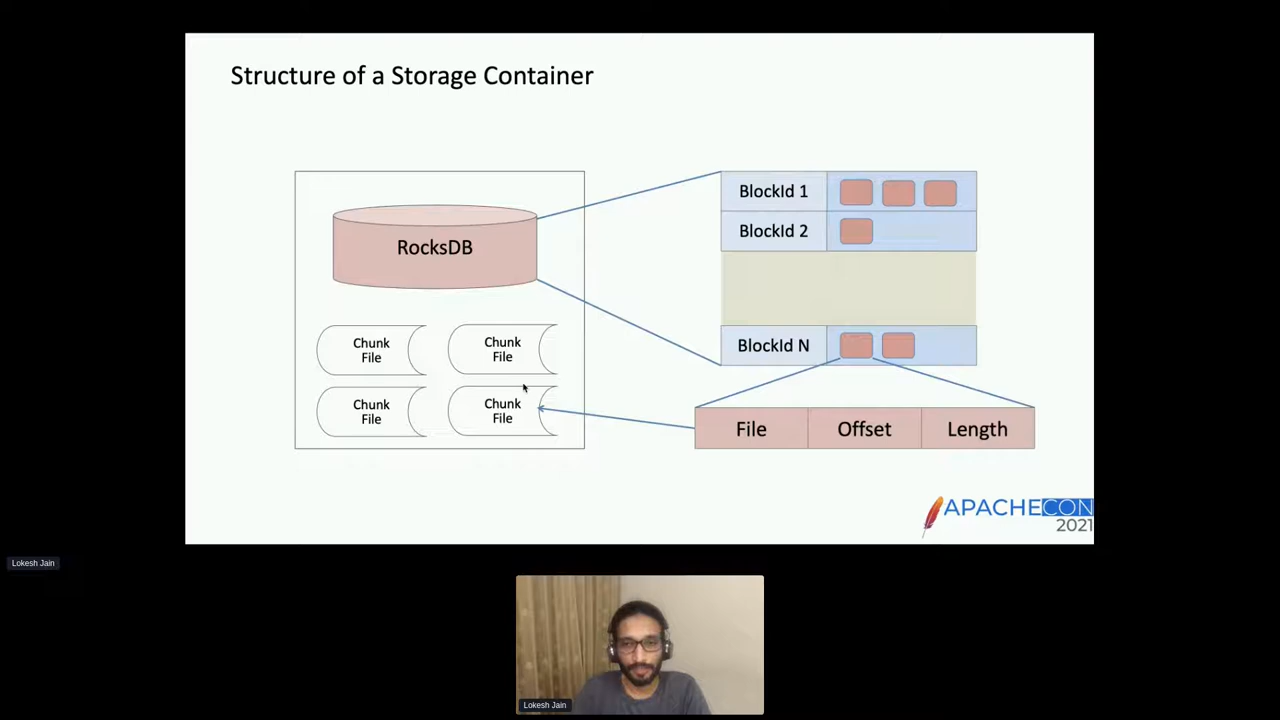 Structure of a Storage Container
RocksDB
Chunk
File
Chunk
File
Chunk
File
Chunk
File
BlockId 1
BlockId 2
BlockId N
File
Offset
Length
APACHECON
2021
Lokesh Jain
Lokesh Jain